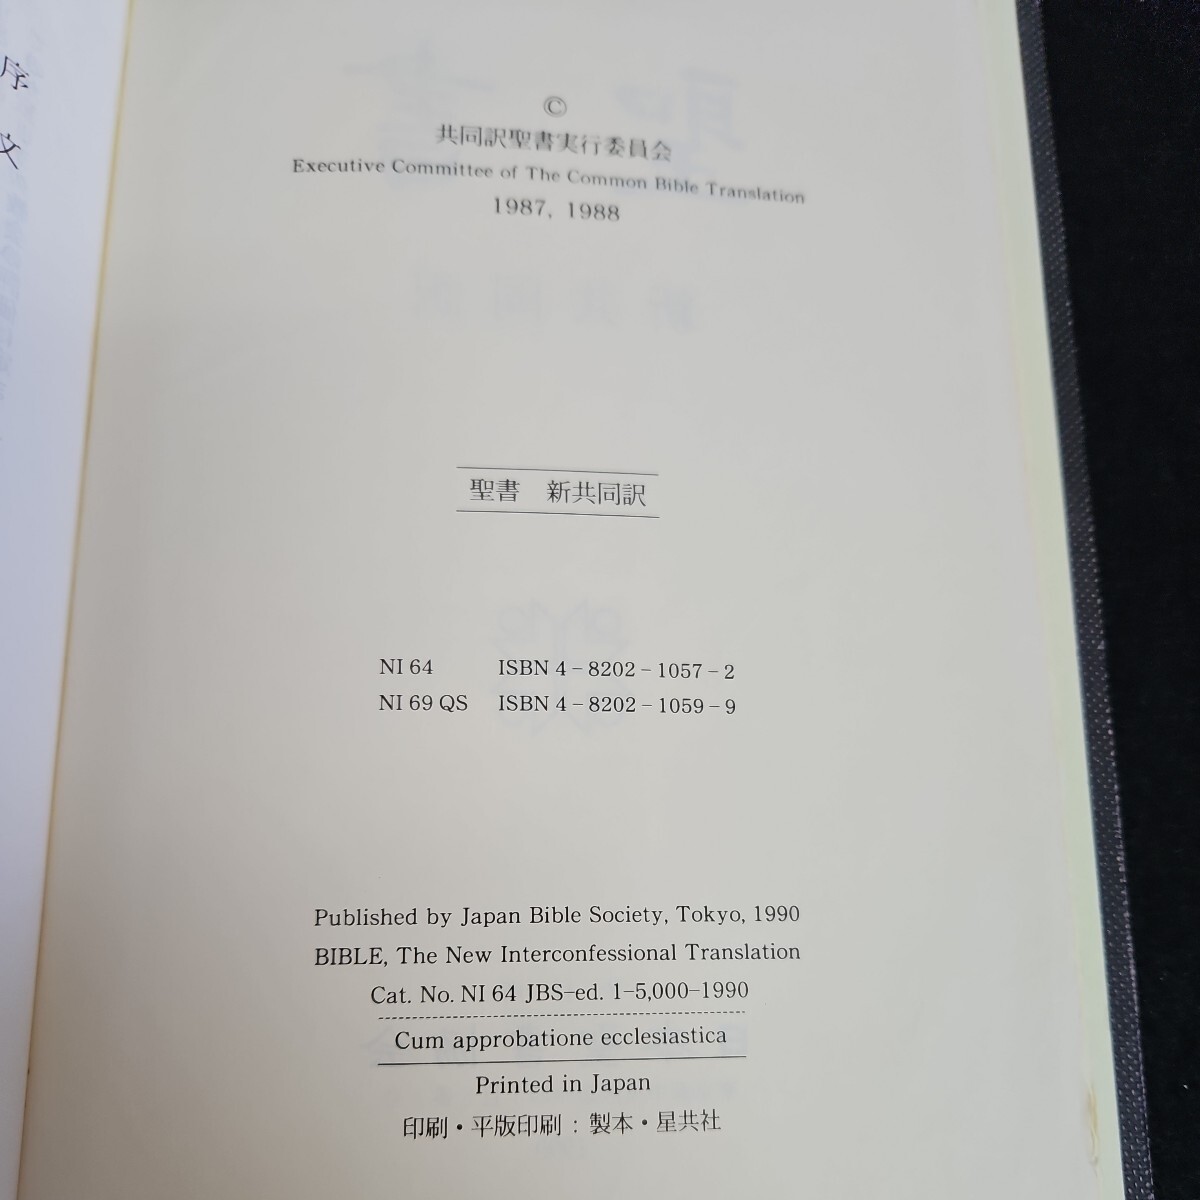 序文
©
共同訳聖書実行委員会
Executive Committee of The Common Bible Translation
1987, 1988
聖書　新共同訳
NI 64 ISBN 4－8202－1057－2
NI 69 QS ISBN 4－8202－1059－9
Published by Japan Bible Society, Tokyo, 1990
BIBLE, The New Interconfessional Translation
Cat. No. NI 64 JBS-ed. 1-5,000-1990
Cum approbatione ecclesiastica
Printed in Japan
印刷・平版印刷：製本・星共社